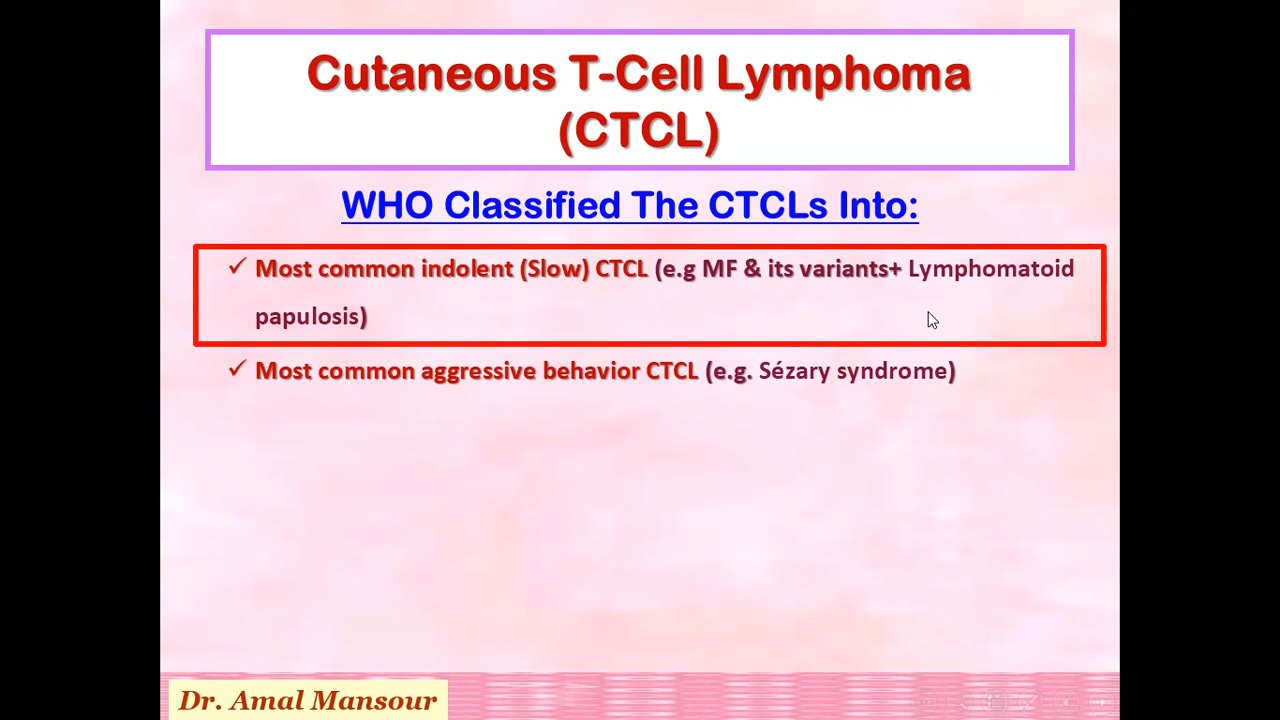 Cutaneous T-Cell Lymphoma
(CTCL)
WHO Classified The CTCLs Into:
✓ Most common indolent (Slow) CTCL (e.g MF & its variants+ Lymphomatoid
papulosis)
✓ Most common aggressive behavior CTCL (e.g. Sézary syndrome)
Dr. Amal Mansour